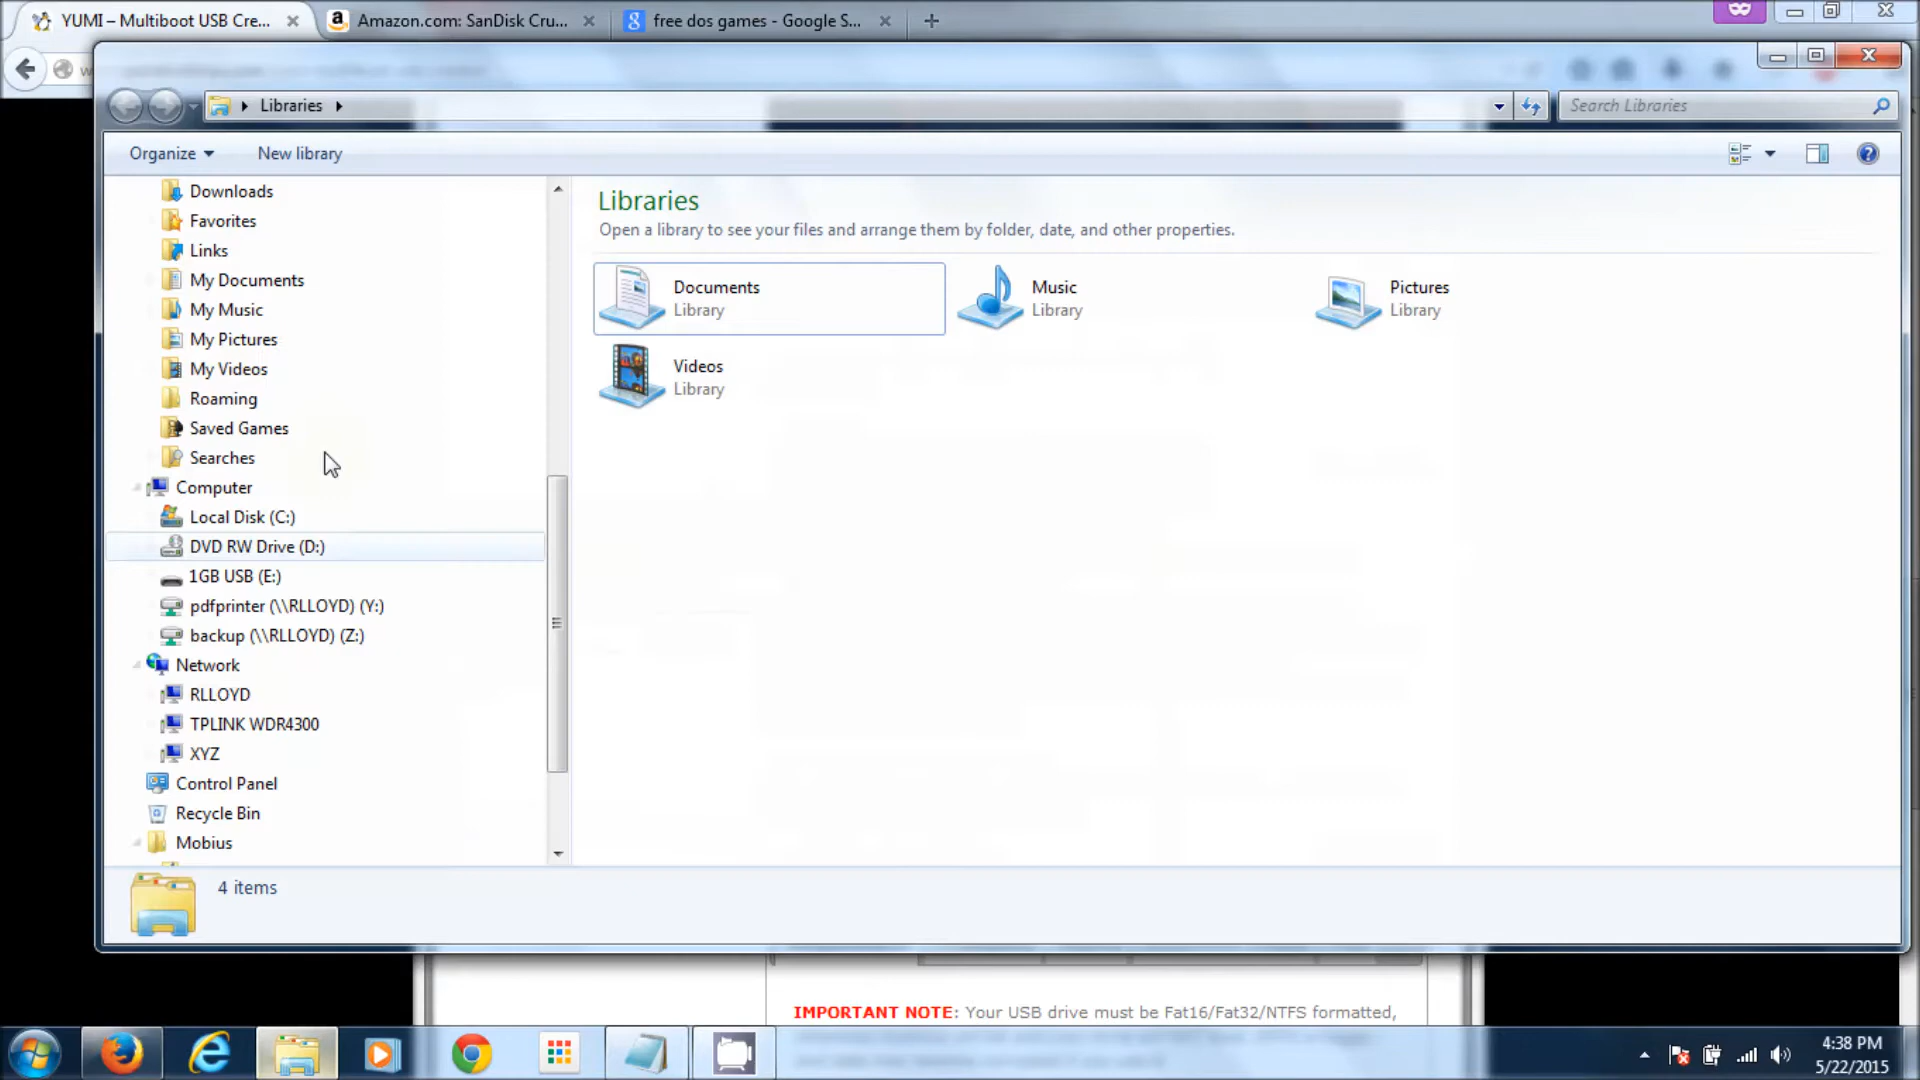 YUMI – Multiboot USB Cre...
Amazon.com: SanDisk Cru...
free dos games - Google S...
Libraries
Search Libraries
Organize
New library
Downloads
Favorites
Links
My Documents
My Music
My Pictures
My Videos
Roaming
Saved Games
Searches
Computer
Local Disk (C:)
DVD RW Drive (D:)
1GB USB (E:)
pdfprinter (\\RLLOYD) (Y:)
backup (\\RLLOYD) (Z:)
Network
RLLOYD
TPLINK WDR4300
XYZ
Control Panel
Recycle Bin
Mobius
Libraries
Open a library to see your files and arrange them by folder, date, and other properties.
Documents
Library
Music
Library
Pictures
Library
Videos
Library
4 items
IMPORTANT NOTE: Your USB drive must be Fat16/Fat32/NTFS formatted,
4:38 PM
5/22/2015